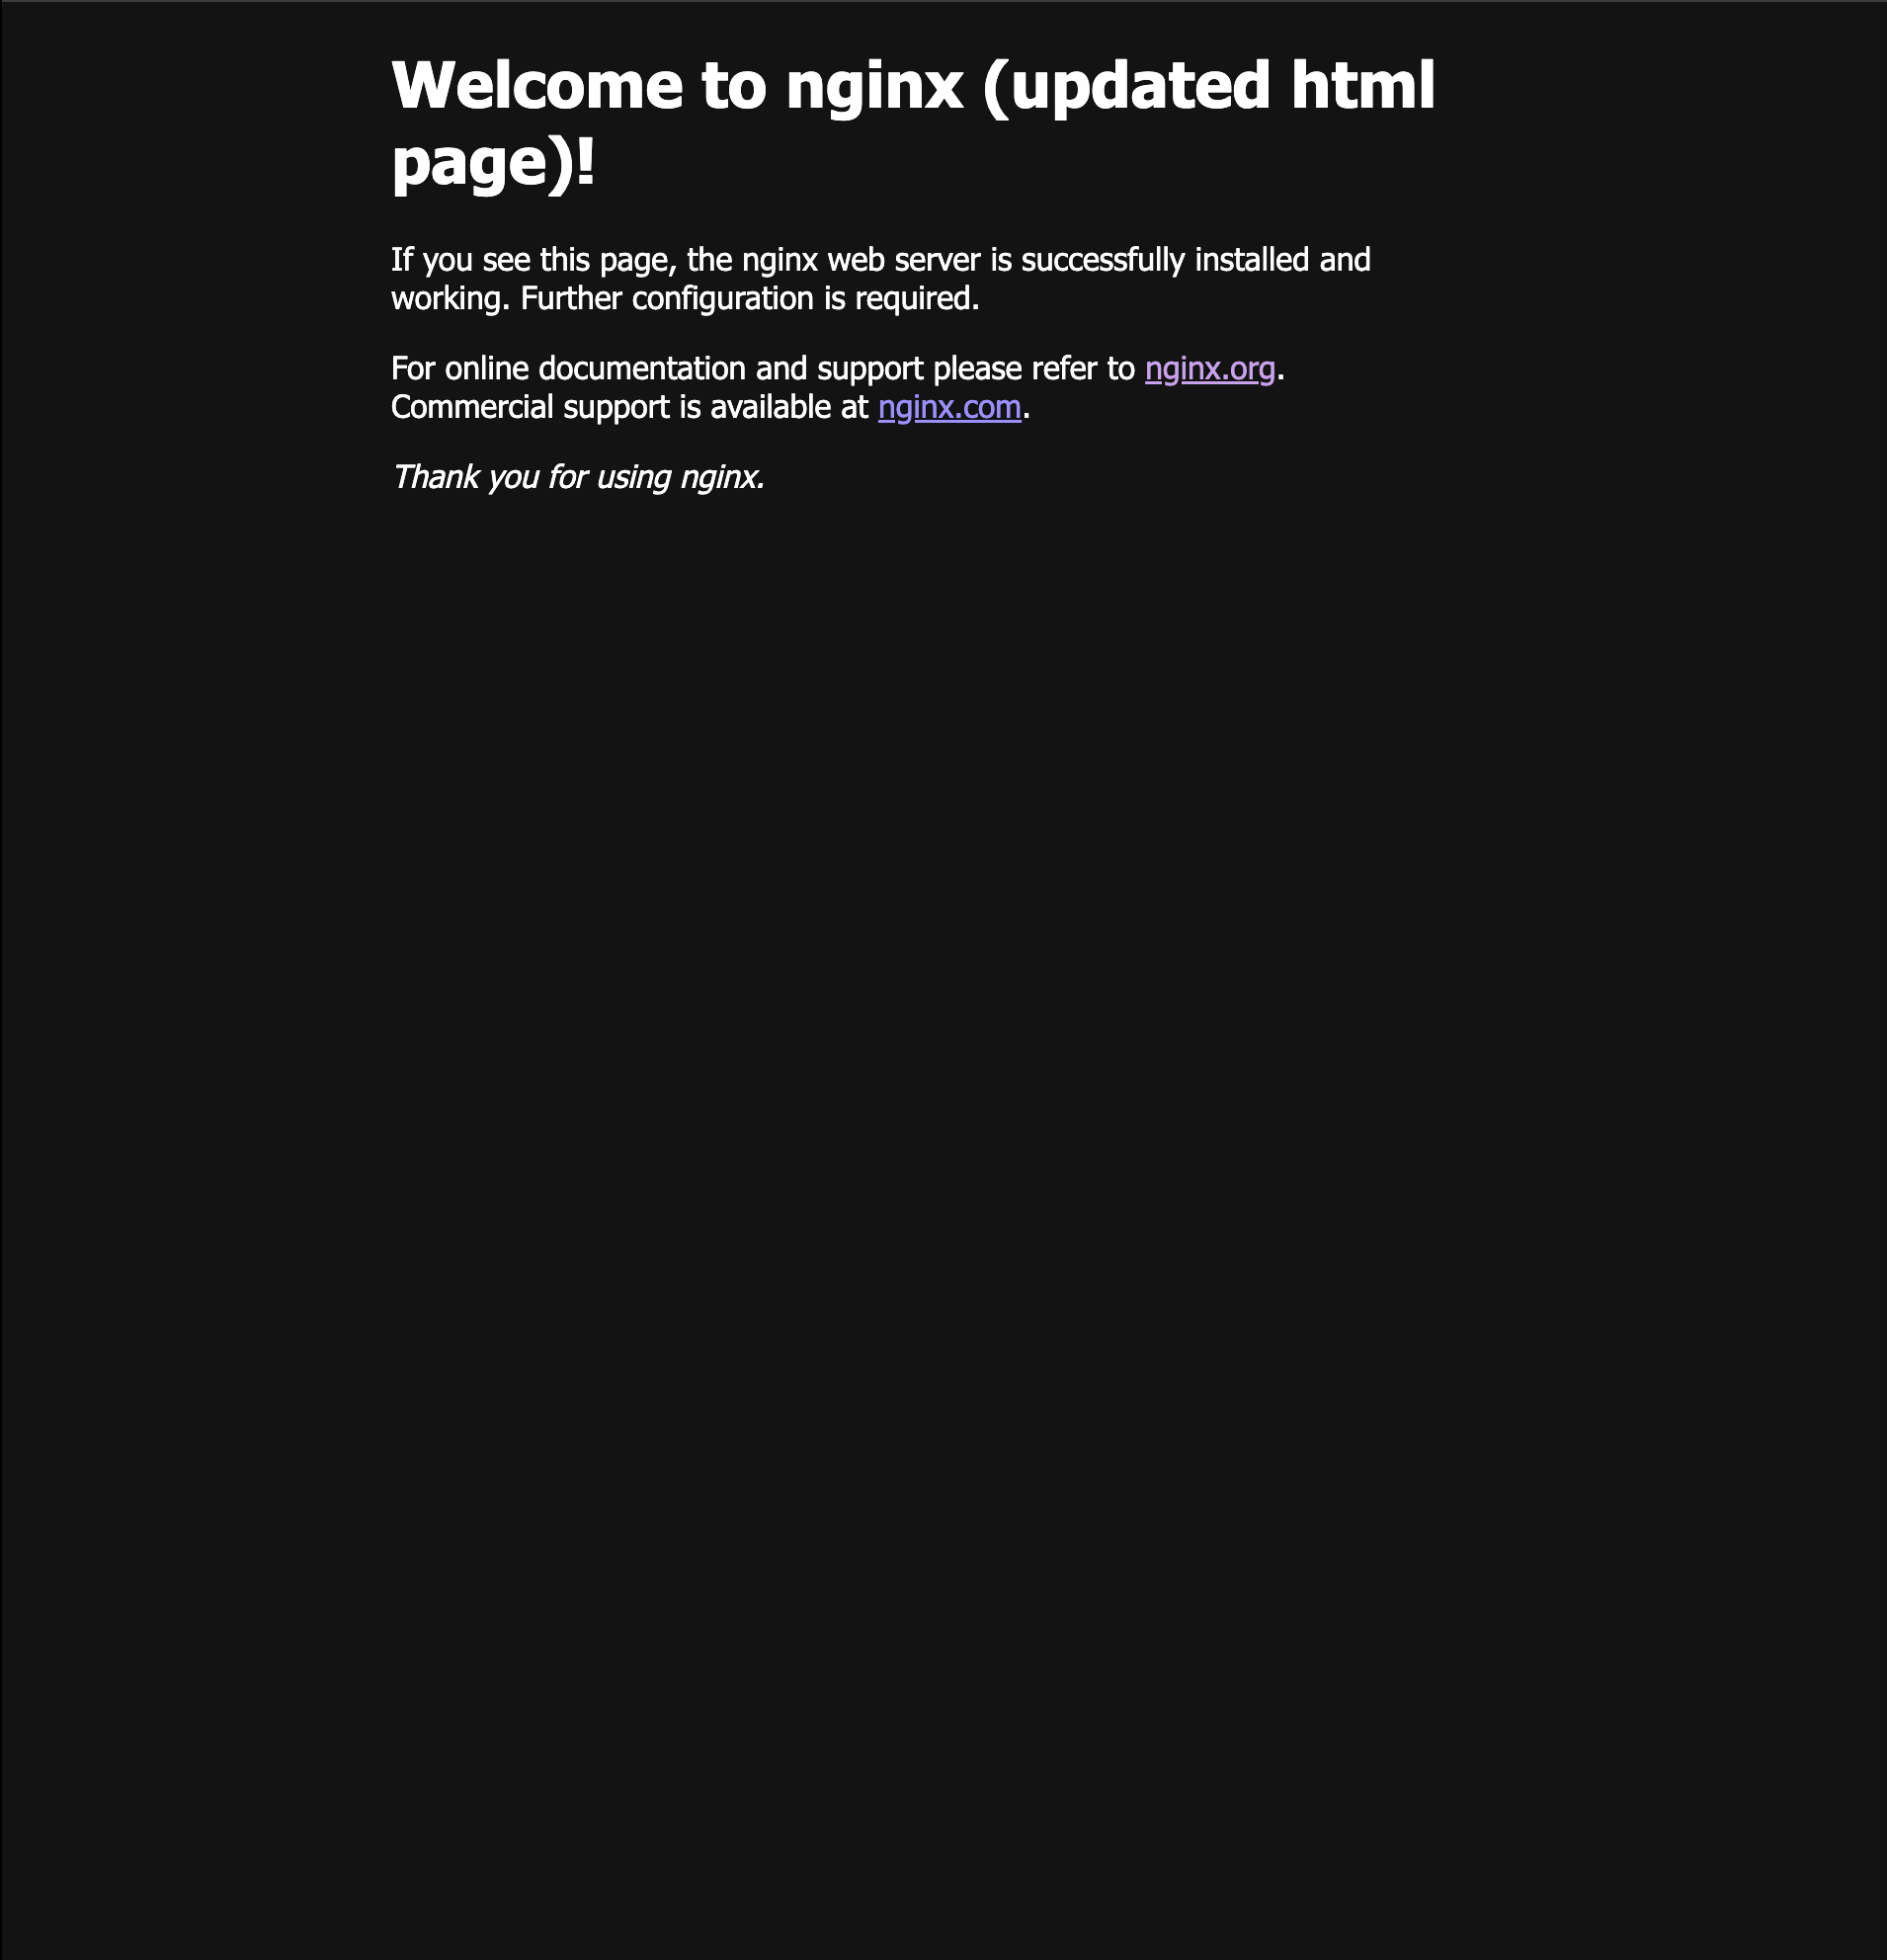 Welcome to nginx (updated html
page)!
If you see this page, the nginx web server is successfully installed and
working. Further configuration is required.
For online documentation and support please refer to nginx.org.
Commercial support is available at nginx.com.
Thank you for using nginx.